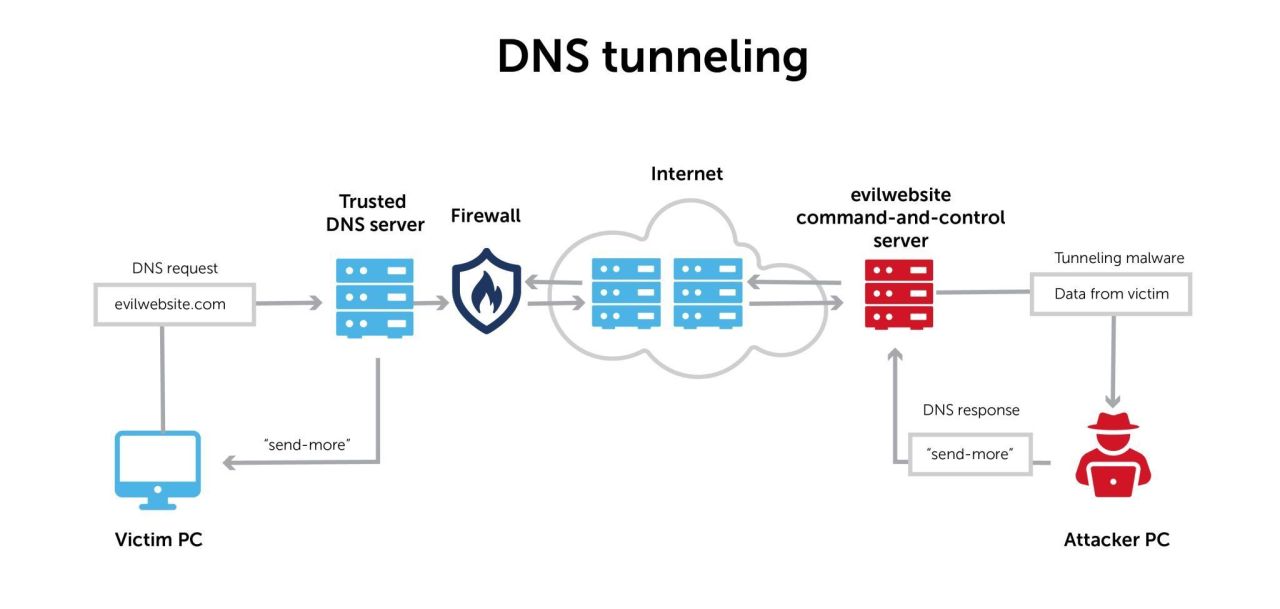 DNS tunneling
Internet
Trusted
DNS server
Firewall
evilwebsite
command-and-control
server
DNS request
evilwebsite.com
Tunneling malware
Data from victim
DNS response
“send-more”
“send-more”
Victim PC
Attacker PC